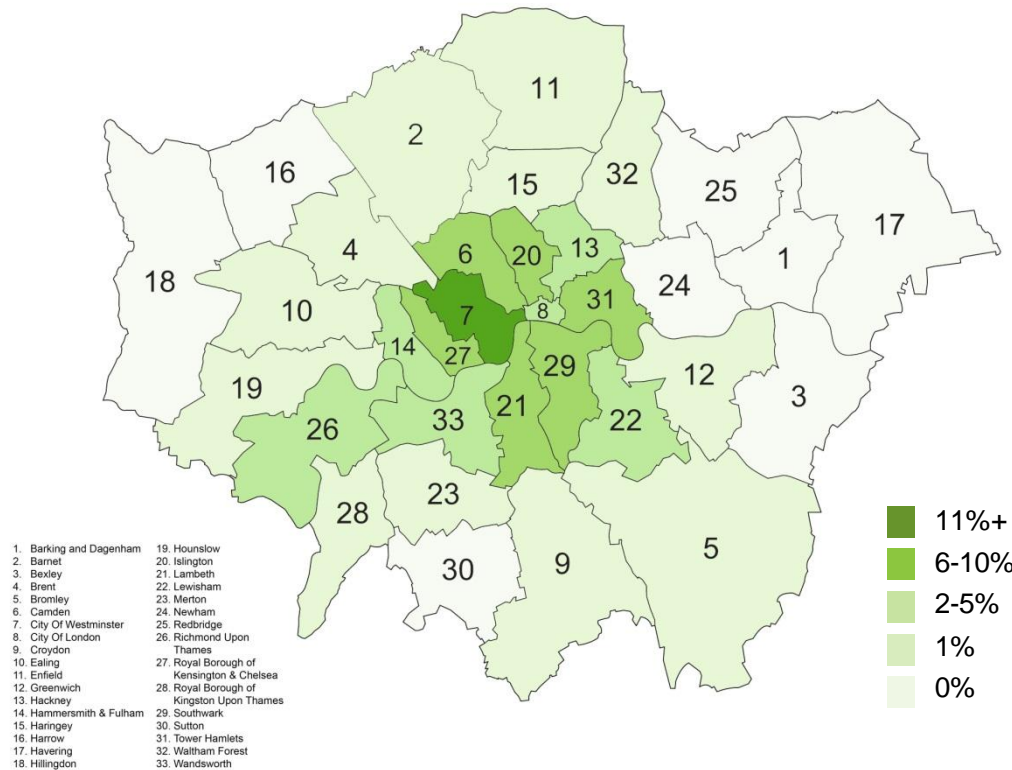 11
2
16
32
15
25
17
13
6
20
4
1
18
24
31
10
8
7
14
27
29
12
19
3
21
33
22
26
23
28
5
9
30
11%+
6-10%
2-5%
1%
0%
1. Barking and Dagenham
2. Barnet
3. Bexley
4. Brent
5. Bromley
6. Camden
7. City Of Westminster
8. City Of London
9. Croydon
10. Ealing
11. Enfield
12. Greenwich
13. Hackney
14. Hammersmith & Fulham
15. Haringey
16. Harrow
17. Havering
18. Hillingdon
19. Hounslow
20. Islington
21. Lambeth
22. Lewisham
23. Merton
24. Newham
25. Redbridge
26. Richmond Upon
Thames
27. Royal Borough of
Kensington & Chelsea
28. Royal Borough of
Kingston Upon Thames
29. Southwark
30. Sutton
31. Tower Hamlets
32. Waltham Forest
33. Wandsworth